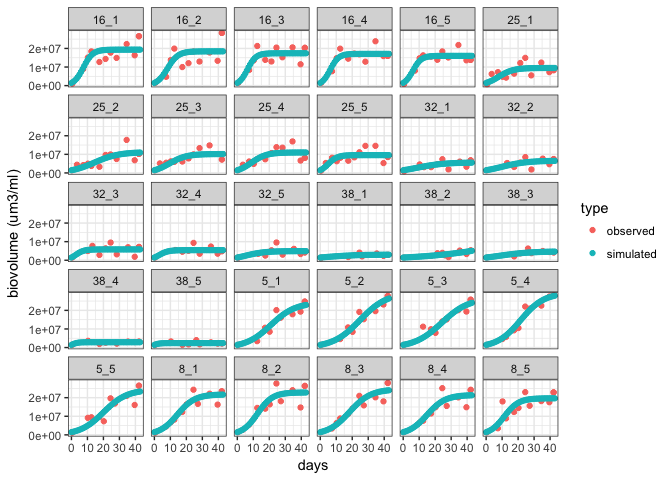 16_1 16_2 16_3 16_4 16_5 25_1
2e+07
1e+07
0e+00
25_2 25_3 25_4 25_5 32_1 32_2
2e+07
1e+07
0e+00
32_3 32_4 32_5 38_1 38_2 38_3
2e+07
1e+07
0e+00
38_4 38_5 5_1 5_2 5_3 5_4
2e+07
1e+07
0e+00
5_5 8_1 8_2 8_3 8_4 8_5
2e+07
1e+07
0e+00
0 10 20 30 40 0 10 20 30 40 0 10 20 30 40 0 10 20 30 40 0 10 20 30 40 0 10 20 30 40
days
biovolume (um3/ml)
type
observed
simulated